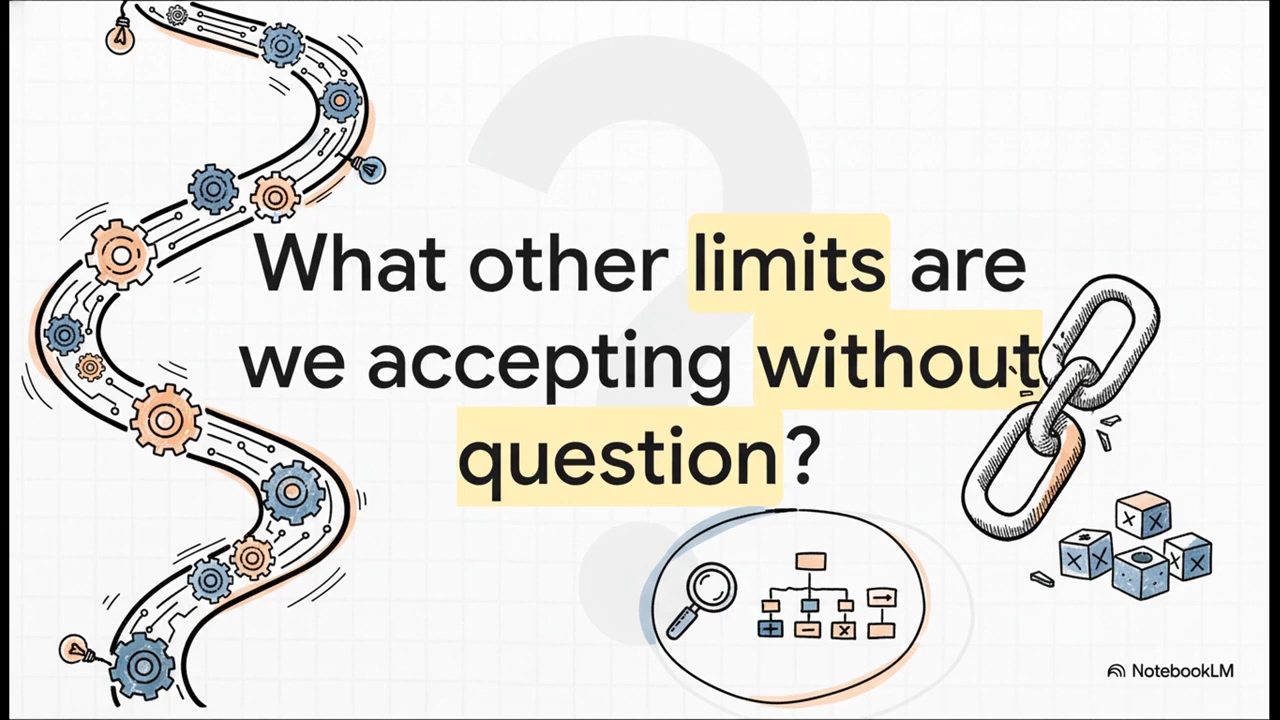 What other limits are
we accepting without
question?
NotebookLM